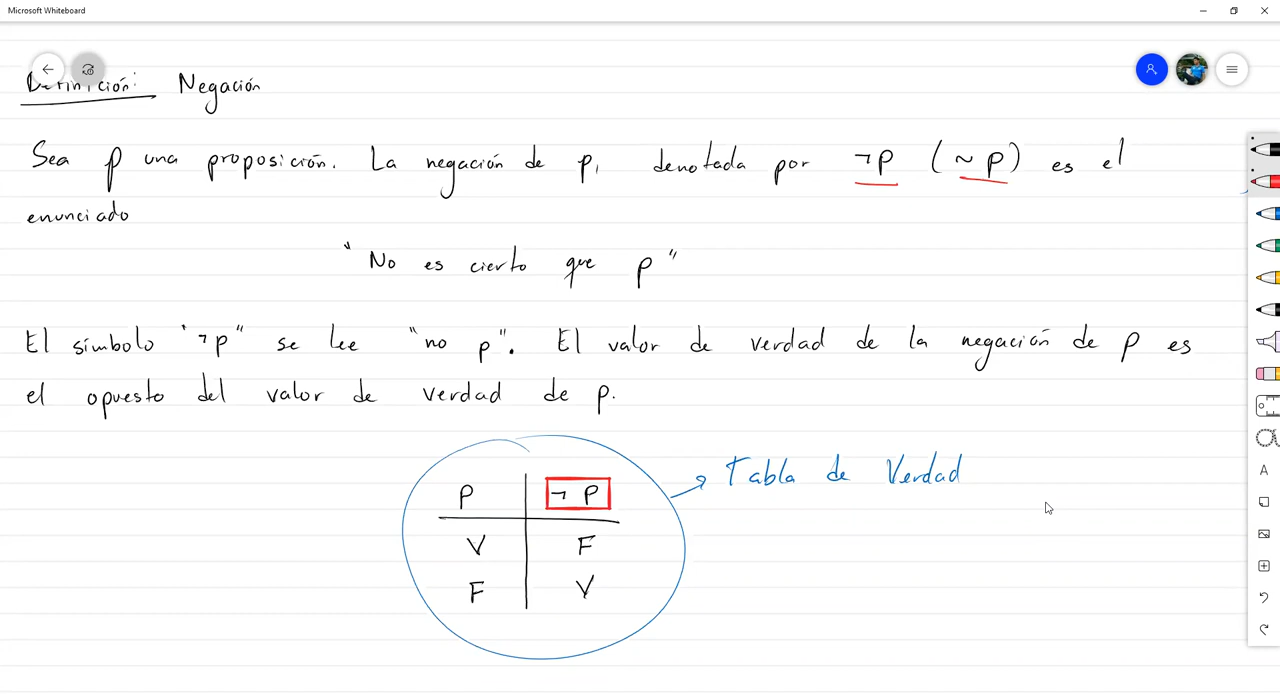 Microsoft Whiteboard
Definición: Negación
Sea p una proposición. La negación de p, denotada por ¬p (~p) es el
enunciado
"No es cierto que p"
El símbolo "¬p" se lee "no p". El valor de verdad de la negación de p es
el opuesto del valor de verdad de p.
Tabla de Verdad
P ¬ P
V F
F V
A